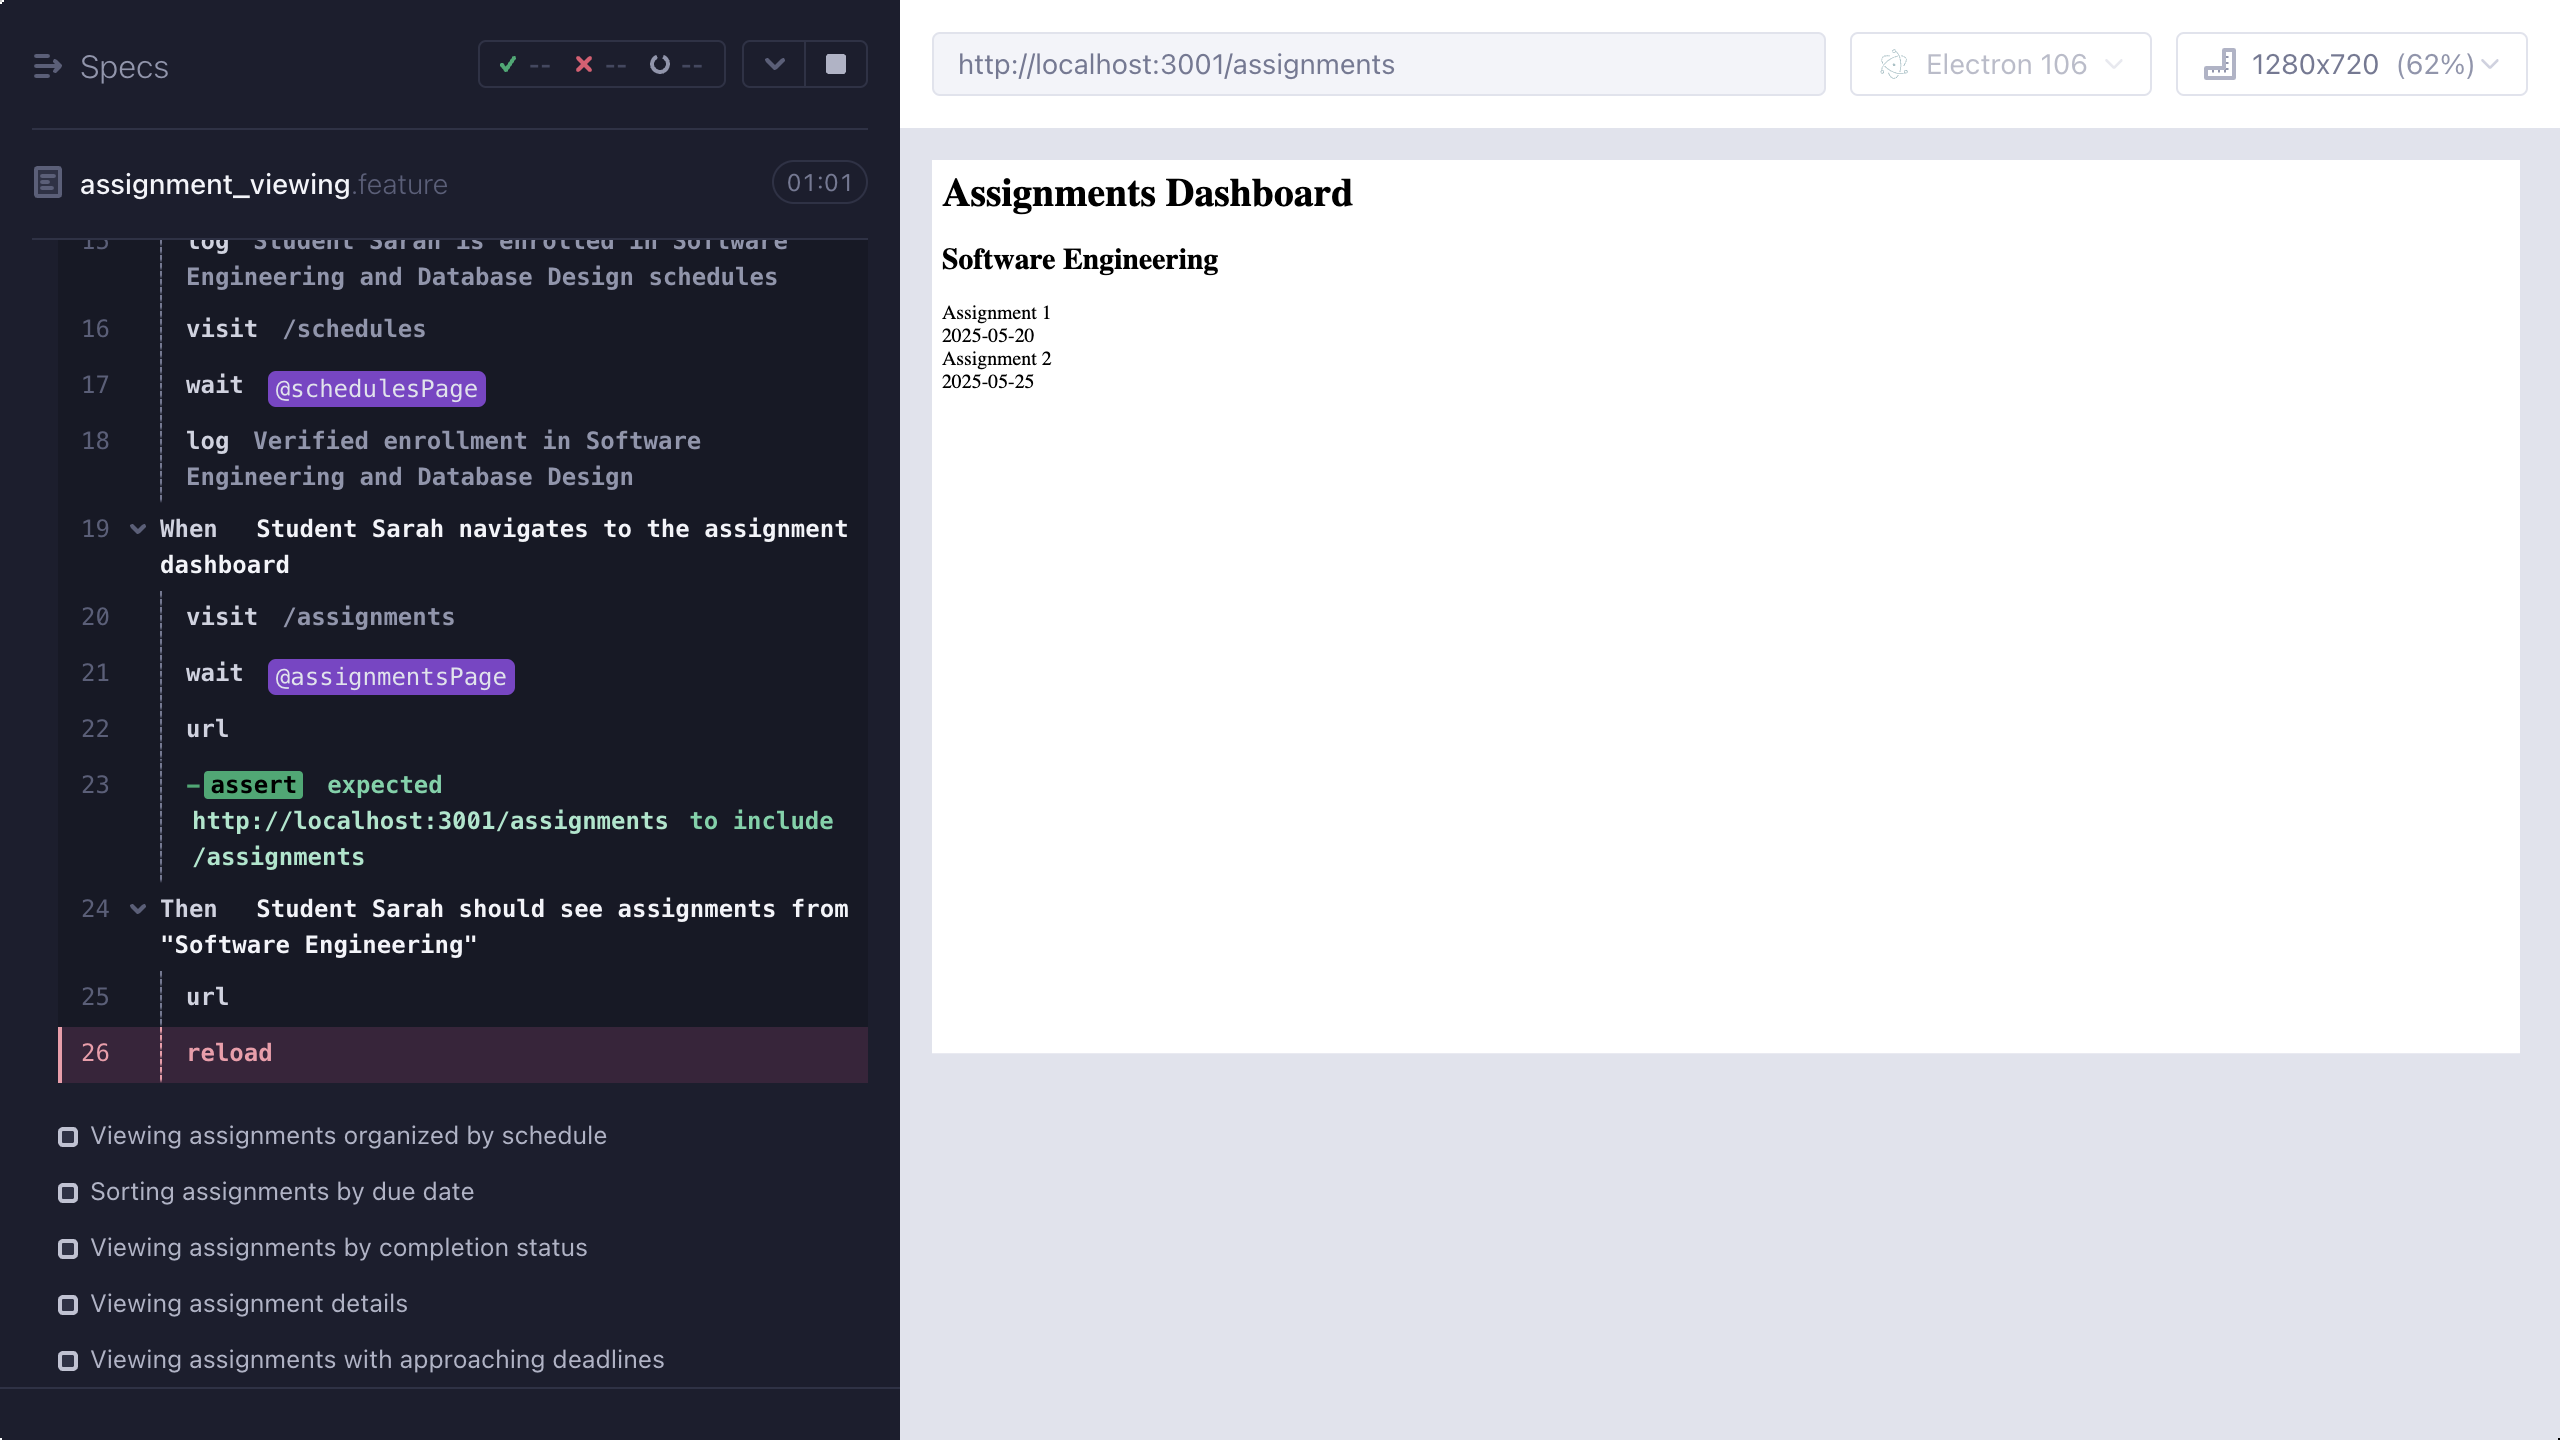 Specs
-- -- --
assignment_viewing.feature
01:01
15 log Student Sarah is enrolled in Software
Engineering and Database Design schedules
16 visit /schedules
17 wait @schedulesPage
18 log Verified enrollment in Software
Engineering and Database Design
19 When Student Sarah navigates to the assignment
dashboard
20 visit /assignments
21 wait @assignmentsPage
22 url
23 -assert expected
http://localhost:3001/assignments to include
/assignments
24 Then Student Sarah should see assignments from
"Software Engineering"
25 url
26 reload
Viewing assignments organized by schedule
Sorting assignments by due date
Viewing assignments by completion status
Viewing assignment details
Viewing assignments with approaching deadlines
http://localhost:3001/assignments
Electron 106
1280x720 (62%)
Assignments Dashboard
Software Engineering
Assignment 1
2025-05-20
Assignment 2
2025-05-25